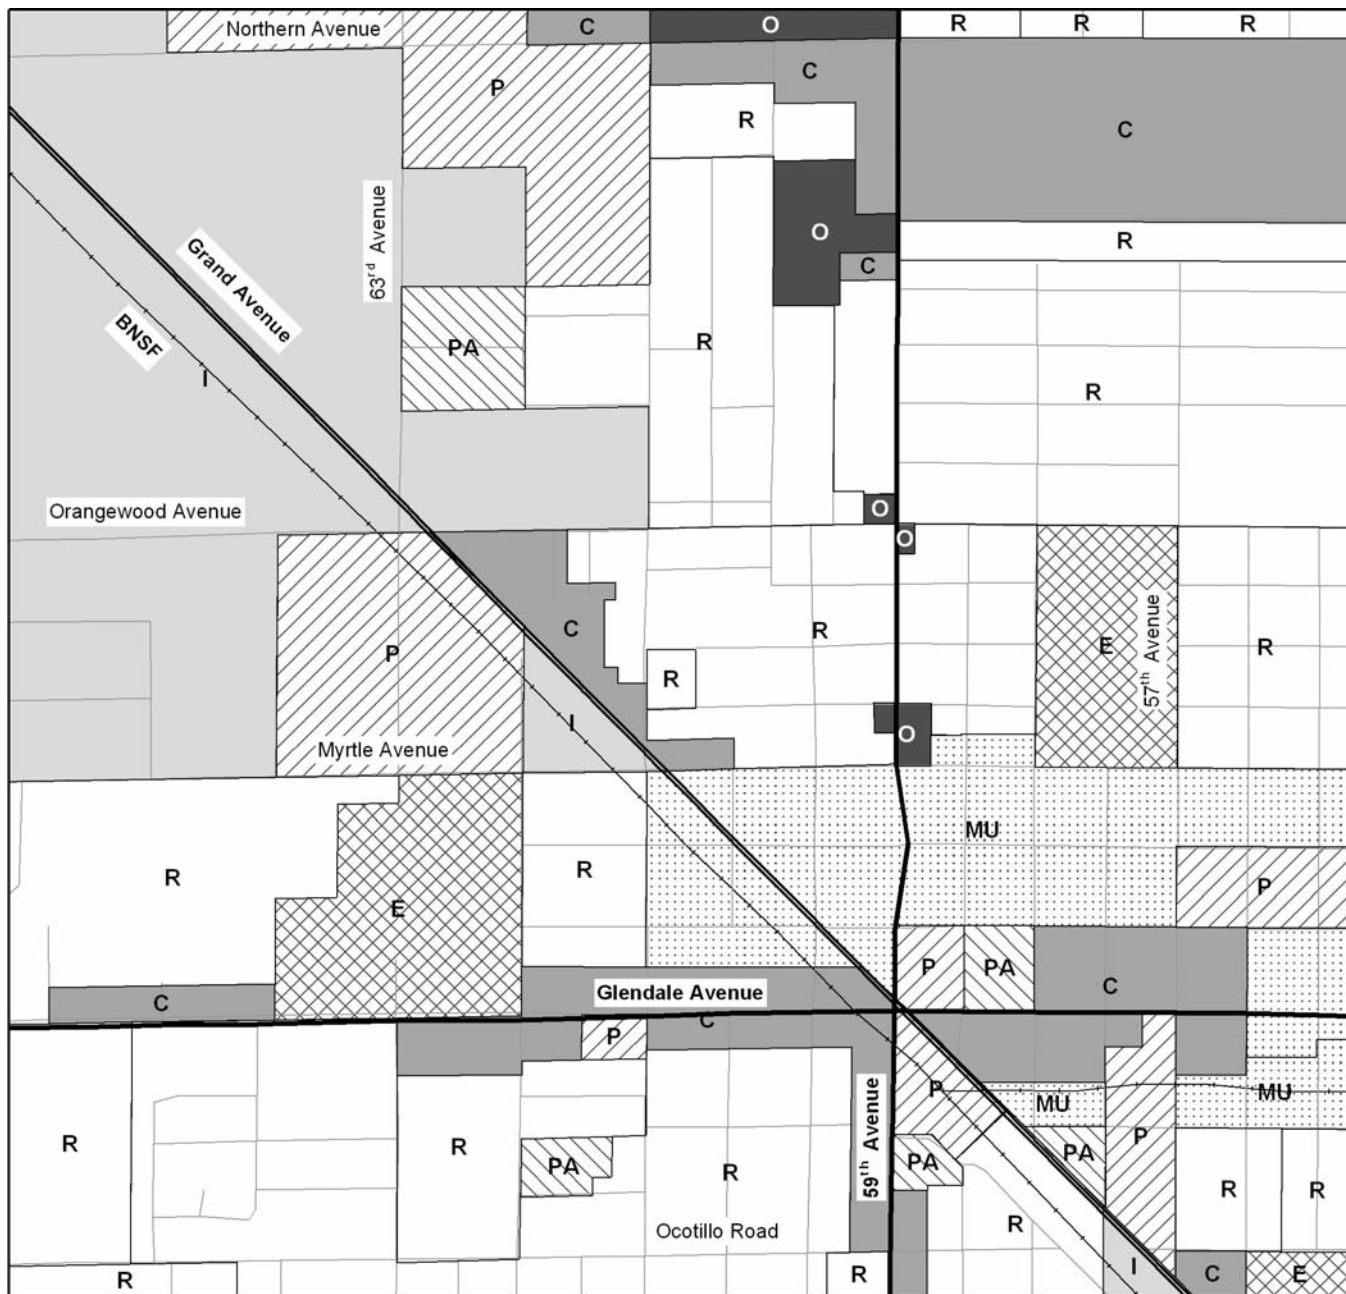 Northern Avenue
C
O
R
R
R
P
C
R
C
63rd Avenue
O
R
C
Grand Avenue
BNSF
PA
R
I
R
Orangewood Avenue
O
O
C
R
E
57th Avenue
R
P
R
I
O
Myrtle Avenue
MU
R
R
P
E
P
PA
C
C
Glendale Avenue
C
P
P
MU
MU
59th Avenue
R
R
PA
R
PA
PA
P
R
R
R
Ocotillo Road
R
R
I
C
E